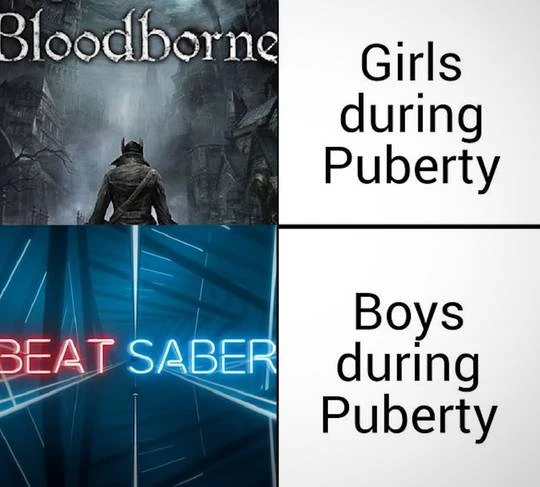 Bloodborne
Girls
during
Puberty
BEAT SABER
Boys
during
Puberty